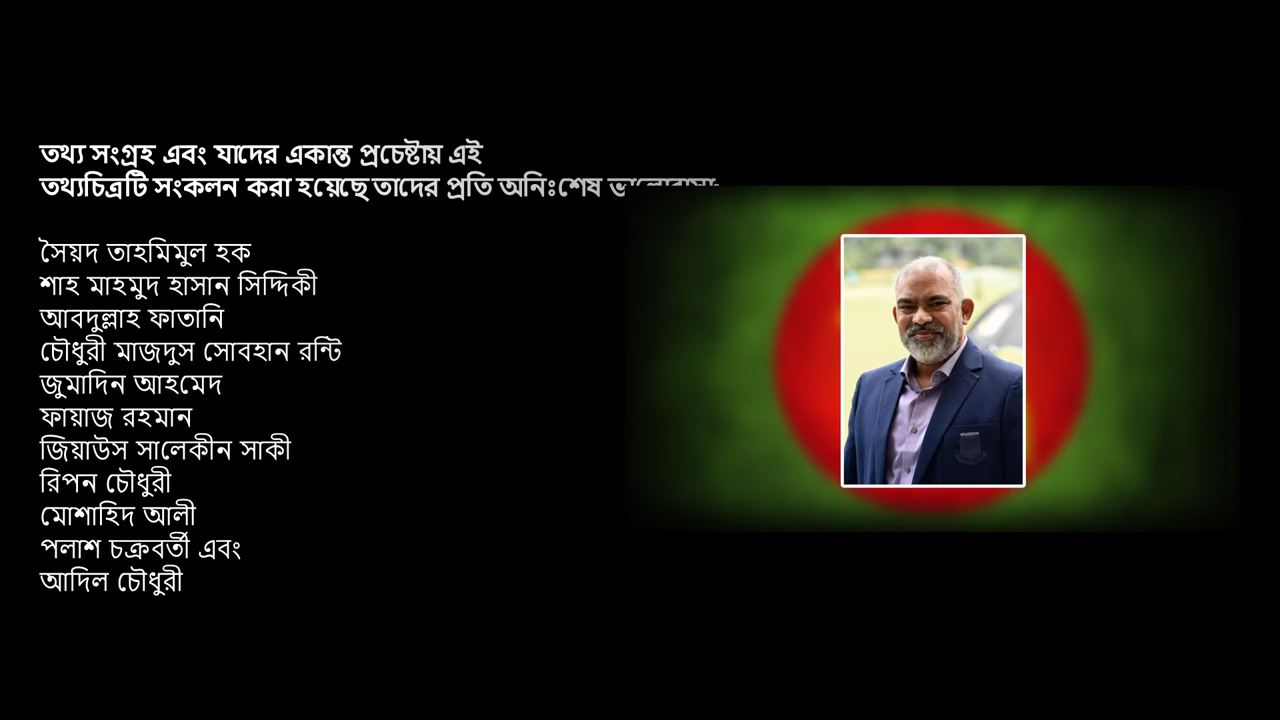 তথ্য সংগ্রহ এবং যাদের একান্ত প্রচেষ্টায় এই
তথ্যচিত্রটি সংকলন করা হয়েছে তাদের প্রতি অনিঃশেষ
সৈয়দ তাহমিমুল হক
শাহ মাহমুদ হাসান সিদ্দিকী
আবদুল্লাহ ফাতানি
চৌধুরী মাজদুস সোবহান রন্টি
জুমাদিন আহমেদ
ফায়াজ রহমান
জিয়াউস সালেকীন সাকী
রিপন চৌধুরী
মোশাহিদ আলী
পলাশ চক্রবর্তী এবং
আদিল চৌধুরী